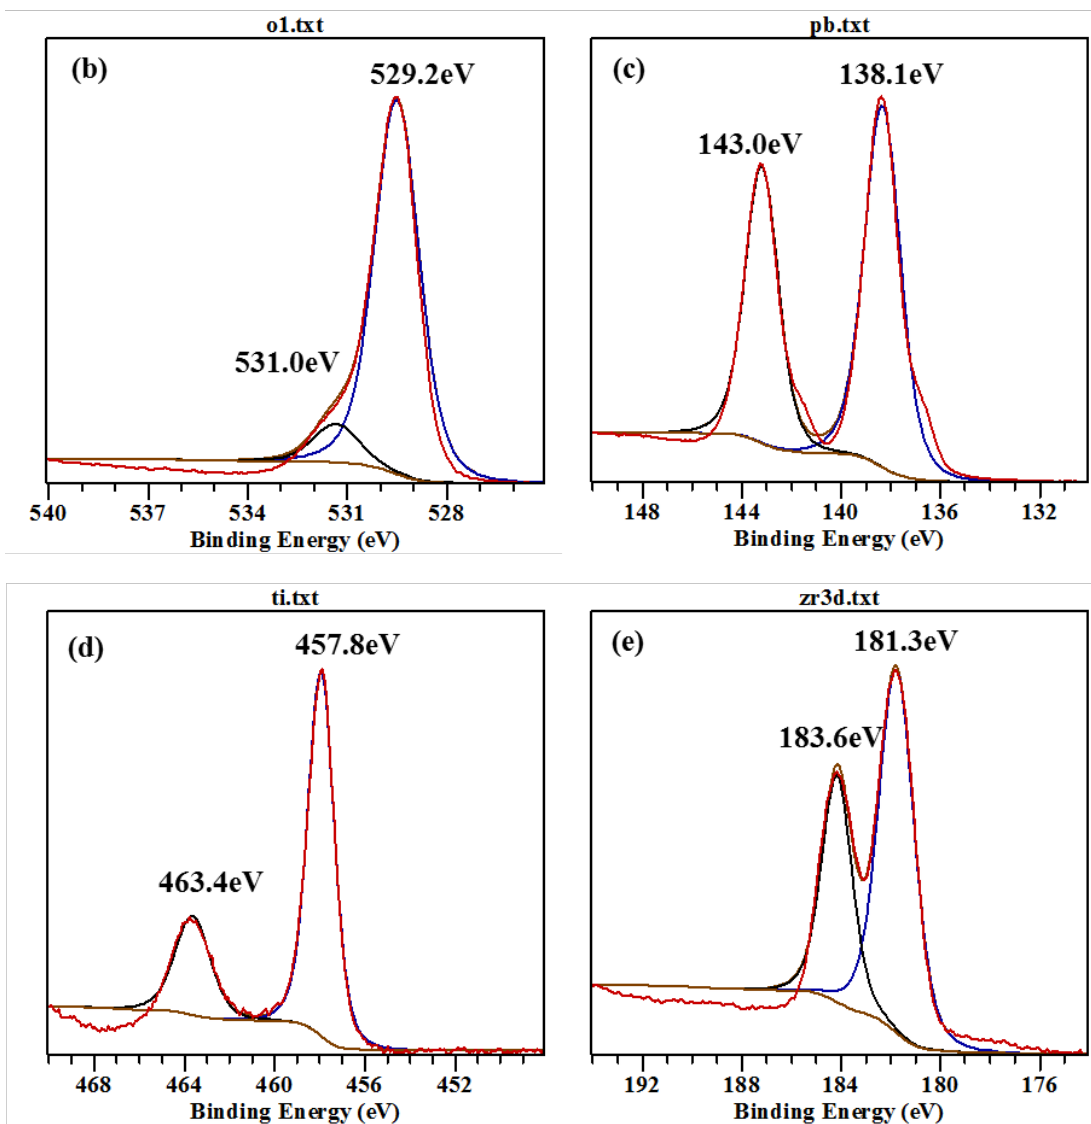 o1.txt
(b)
529.2eV
531.0eV
540 537 534 531 528
Binding Energy (eV)
pb.txt
(c)
138.1eV
143.0eV
148 144 140 136 132
Binding Energy (eV)
ti.txt
(d)
457.8eV
463.4eV
468 464 460 456 452
Binding Energy (eV)
zr3d.txt
(e)
181.3eV
183.6eV
192 188 184 180 176
Binding Energy (eV)